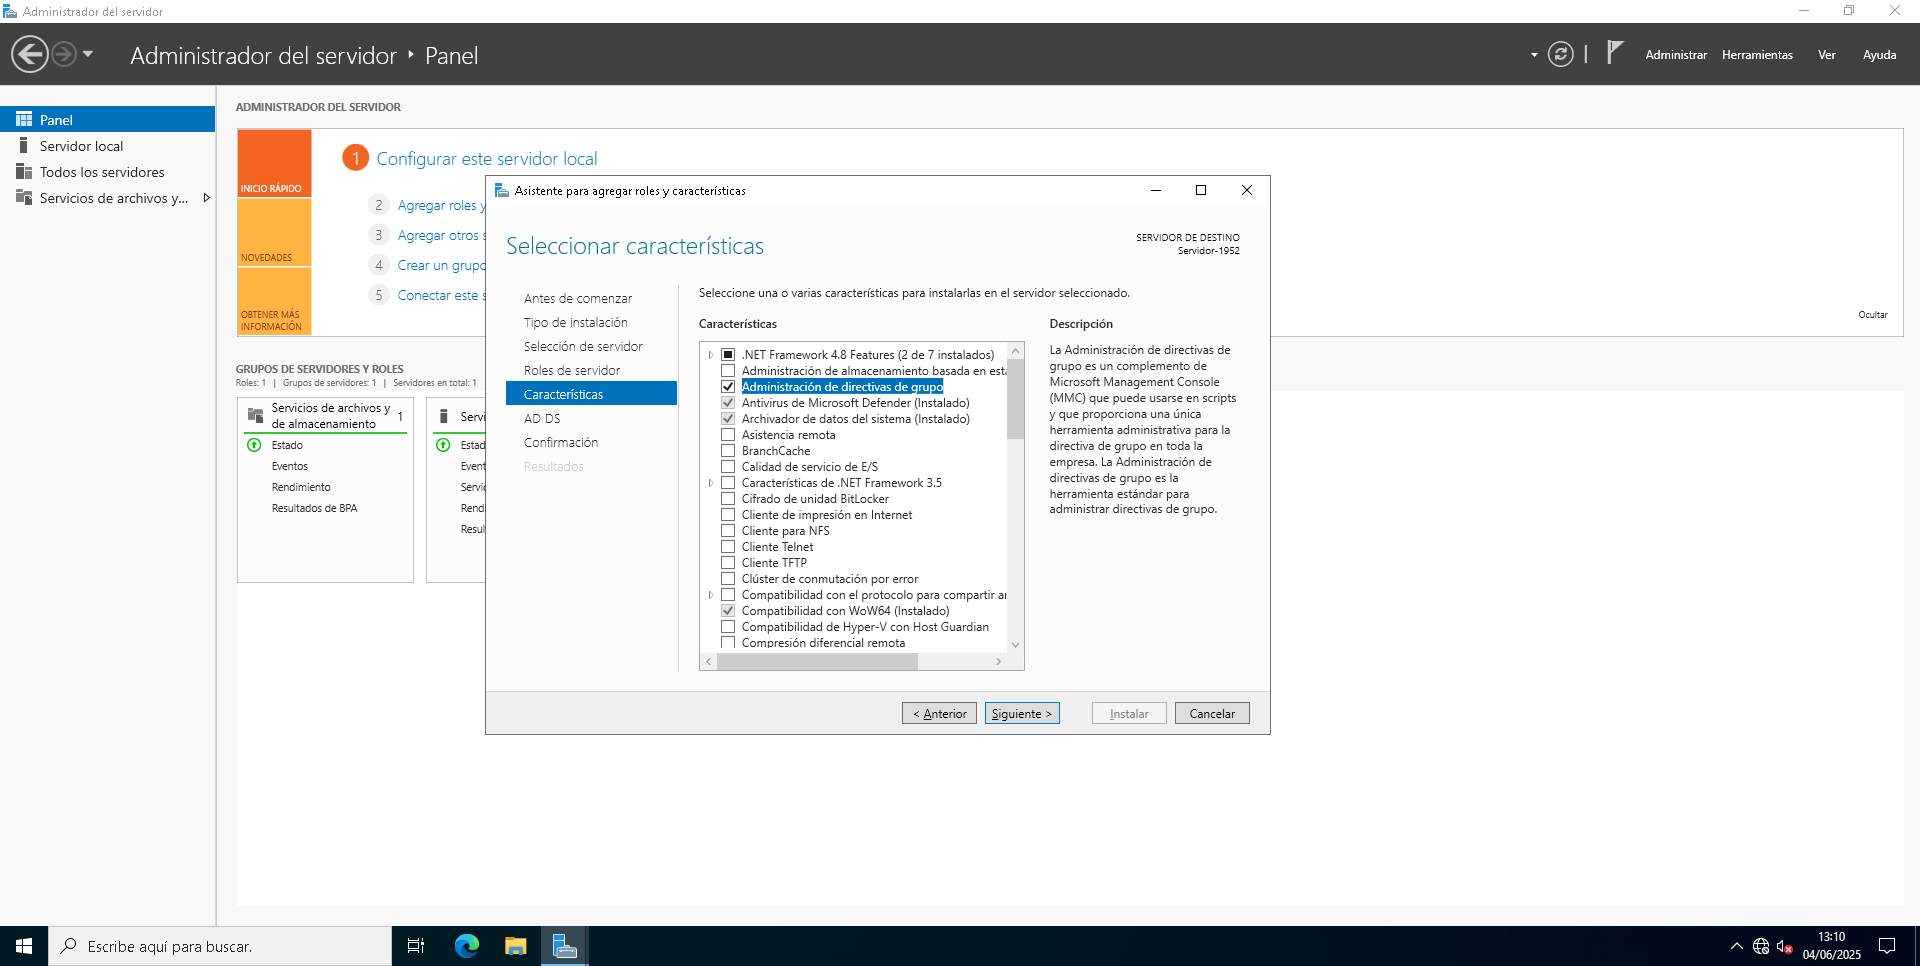 Administrador del servidor
Administrador del servidor ‣ Panel
Administrar Herramientas Ver Ayuda
Panel
Servidor local
Todos los servidores
Servicios de archivos y...
ADMINISTRADOR DEL SERVIDOR
INICIO RÁPIDO
NOVEDADES
OBTENER MÁS
INFORMACIÓN
1 Configurar este servidor local
2 Agregar roles y
3 Agregar otros s
4 Crear un grupo
5 Conectar este s
Ocultar
GRUPOS DE SERVIDORES Y ROLES
Roles: 1 | Grupos de servidores: 1 | Servidores en total: 1
Servicios de archivos y
de almacenamiento
1
Estado
Eventos
Rendimiento
Resultados de BPA
Servi
Estad
Event
Servic
Rendi
Resul
Asistente para agregar roles y características
Seleccionar características
SERVIDOR DE DESTINO
Servidor-1952
Antes de comenzar
Tipo de instalación
Selección de servidor
Roles de servidor
Características
AD DS
Confirmación
Resultados
Seleccione una o varias características para instalarlas en el servidor seleccionado.
Características
.NET Framework 4.8 Features (2 de 7 instalados)
Administración de almacenamiento basada en está
Administración de directivas de grupo
Antivirus de Microsoft Defender (Instalado)
Archivador de datos del sistema (Instalado)
Asistencia remota
BranchCache
Calidad de servicio de E/S
Características de .NET Framework 3.5
Cifrado de unidad BitLocker
Cliente de impresión en Internet
Cliente para NFS
Cliente Telnet
Cliente TFTP
Clúster de conmutación por error
Compatibilidad con el protocolo para compartir ar
Compatibilidad con WoW64 (Instalado)
Compatibilidad de Hyper-V con Host Guardian
Compresión diferencial remota
Descripción
La Administración de directivas de
grupo es un complemento de
Microsoft Management Console
(MMC) que puede usarse en scripts
y que proporciona una única
herramienta administrativa para la
directiva de grupo en toda la
empresa. La Administración de
directivas de grupo es la
herramienta estándar para
administrar directivas de grupo.
< Anterior
Siguiente >
Instalar
Cancelar
Escribe aquí para buscar.
13:10
04/06/2025